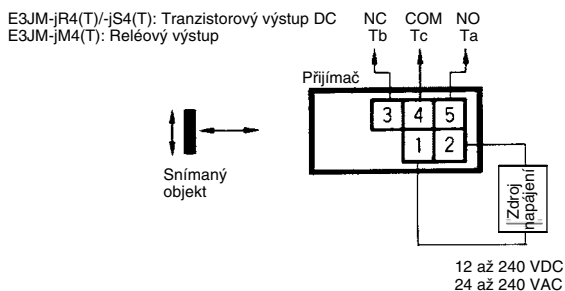 E3JM-jR4(T)/-jS4(T): Tranzistorový výstup DC
E3JM-jM4(T): Reléový výstup
NC COM NO
Tb Tc Ta
Přijímač
3 4 5
1 2
Snímaný
objekt
Zdroj
napájení
12 až 240 VDC
24 až 240 VAC